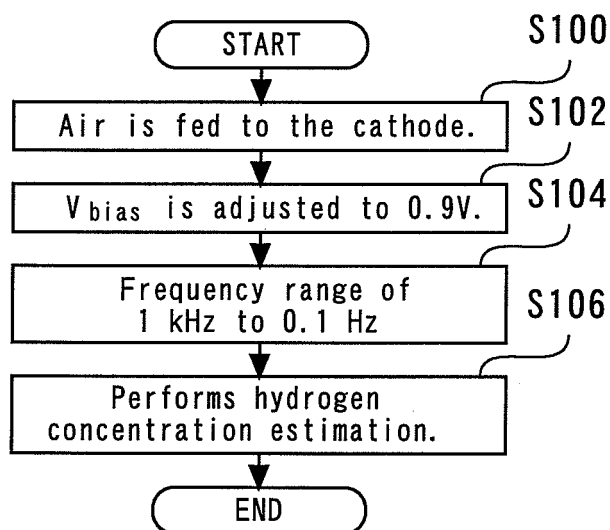 START
S100
Air is fed to the cathode.
S102
Vbias is adjusted to 0.9V.
S104
Frequency range of
1 kHz to 0.1 Hz
S106
Performs hydrogen
concentration estimation.
END